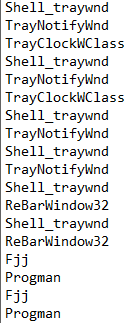 Shell_traywnd
TrayNotifyWnd
TrayClockWClass
Shell_traywnd
TrayNotifyWnd
TrayClockWClass
Shell_traywnd
TrayNotifyWnd
Shell_traywnd
TrayNotifyWnd
Shell_traywnd
ReBarWindow32
Shell_traywnd
ReBarWindow32
Fjj
Progman
Fjj
Progman